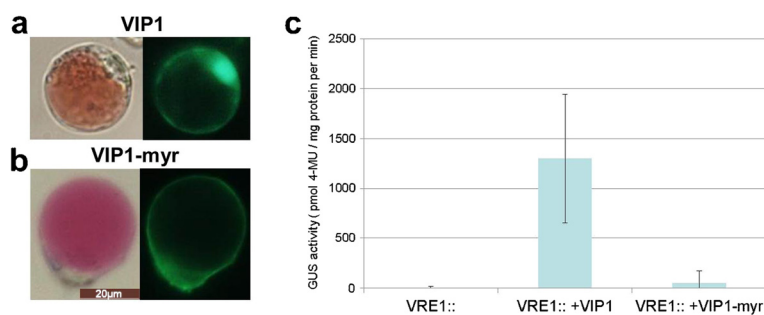 a
VIP1
b
VIP1-myr
20µm
c
GUS activity ( pmol 4-MU / mg protein per min)
2500
2000
1500
1000
500
0
VRE1::
VRE1:: +VIP1
VRE1:: +VIP1-myr